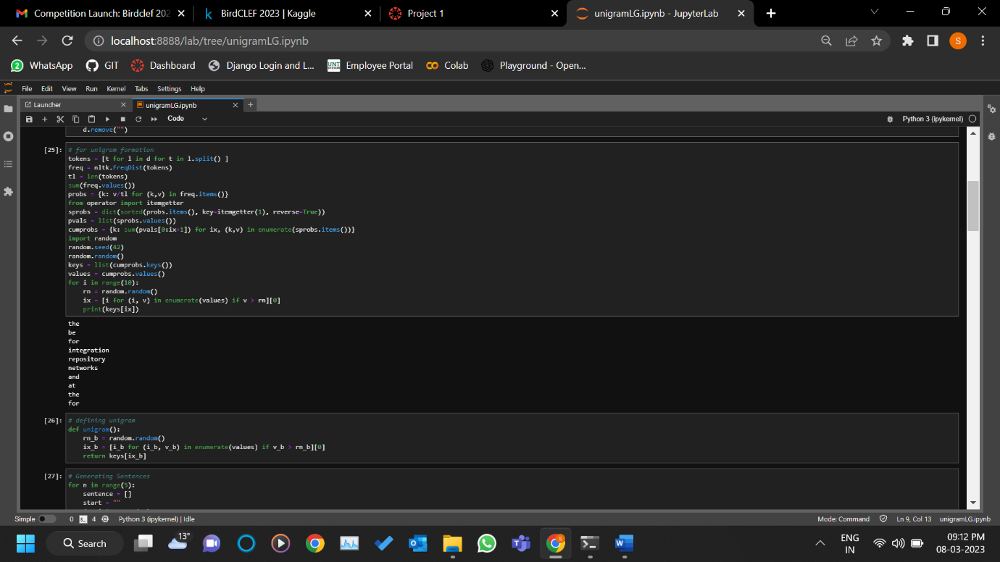 Competition Launch: Birdclef 202
BirdCLEF 2023 | Kaggle
Project 1
unigramLG.ipynb - JupyterLab
localhost:8888/lab/tree/unigramLG.ipynb
S
2 WhatsApp GIT Dashboard Django Login and L... UNT SYSTEM Employee Portal Colab Playground - Open...
File Edit View Run Kernel Tabs Settings Help
Launcher
unigramLG.ipynb
Code
Python 3 (ipykernel)
d.remove("")
[25]: # for unigram formation
tokens = [t for l in d for t in l.split() ]
freq = nltk.FreqDist(tokens)
tl = len(tokens)
sum(freq.values())
probs = {k: v/tl for (k,v) in freq.items()}
from operator import itemgetter
sprobs = dict(sorted(probs.items(), key=itemgetter(1), reverse=True))
pvals = list(sprobs.values())
cumprobs = {k: sum(pvals[0:ix+1]) for ix, (k,v) in enumerate(sprobs.items())}
import random
random.seed(42)
random.random()
keys = list(cumprobs.keys())
values = cumprobs.values()
for i in range(10):
rn = random.random()
ix = [i for (i, v) in enumerate(values) if v > rn][0]
print(keys[ix])
the
be
for
integration
repository
networks
and
at
the
for
[26]: # defining unigram
def unigram():
rn_b = random.random()
ix_b = [i_b for (i_b, v_b) in enumerate(values) if v_b > rn_b][0]
return keys[ix_b]
[27]: # Generating Sentences
for n in range(5):
sentence = []
start = ""
Simple 0 4 Python 3 (ipykernel) | Idle
Mode: Command Ln 9, Col 13 unigramLG.ipynb
Search
13°
ENG
IN
09:12 PM
08-03-2023